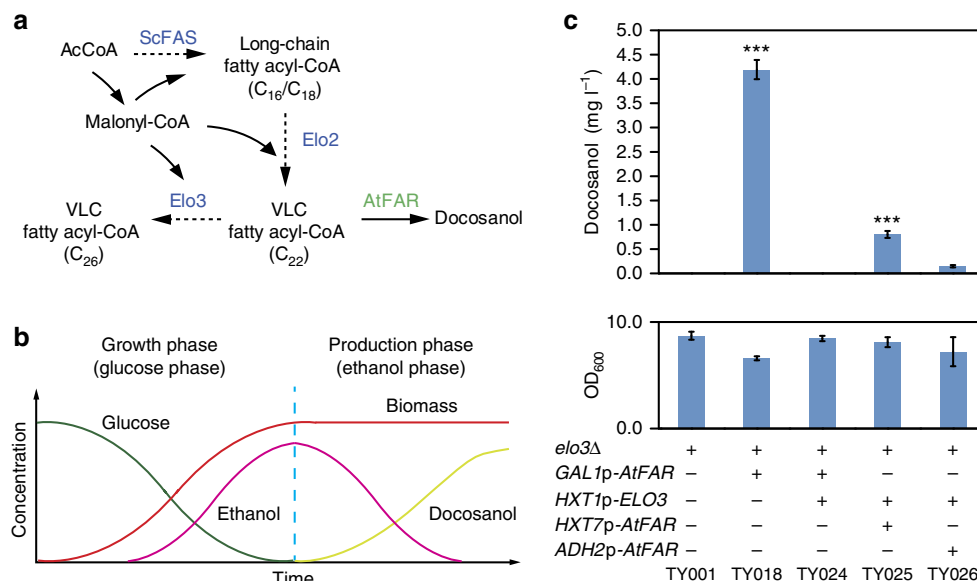 a
AcCoA
ScFAS
Long-chain
fatty acyl-CoA
(C16/C18)
Malonyl-CoA
Elo2
Elo3
AtFAR
VLC
fatty acyl-CoA
(C26)
VLC
fatty acyl-CoA
(C22)
Docosanol
b
Growth phase
(glucose phase)
Production phase
(ethanol phase)
Glucose
Biomass
Ethanol
Docosanol
Concentration
Time
c
Docosanol (mg l−1)
5.0
4.5
4.0
3.5
3.0
2.5
2.0
1.5
1.0
0.5
0.0
***
***
OD600
10.0
0.0
elo3Δ + + + + +
GAL1p-AtFAR − + + − −
HXT1p-ELO3 − − + + +
HXT7p-AtFAR − − − + −
ADH2p-AtFAR − − − − +
TY001 TY018 TY024 TY025 TY026